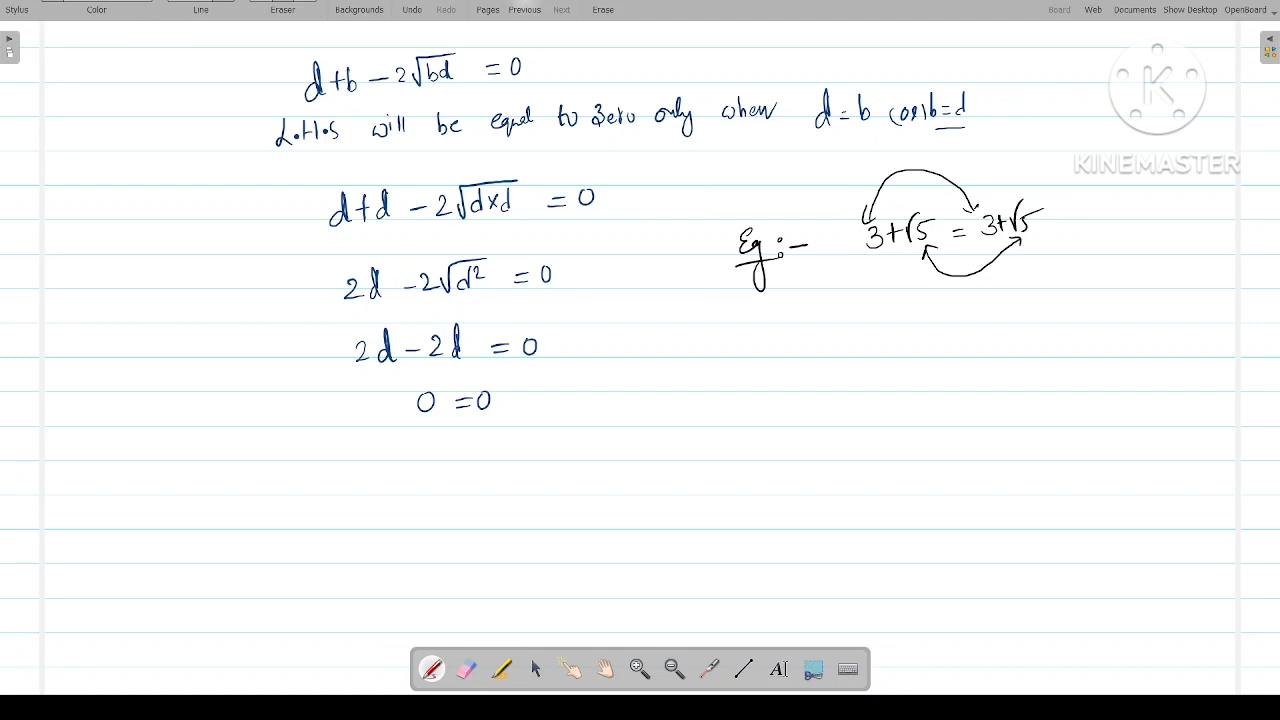 Stylus Color Line Eraser Backgrounds Undo Redo Pages Previous Next Erase Board Web Documents Show Desktop OpenBoard
d+b - 2√bd = 0
L.H.S will be equal to zero only when d = b (or) b = d
KINEMASTER
d+d - 2√d×d = 0
Eg :- 3+√5 = 3+√5
2d - 2√d² = 0
2d - 2d = 0
0 = 0